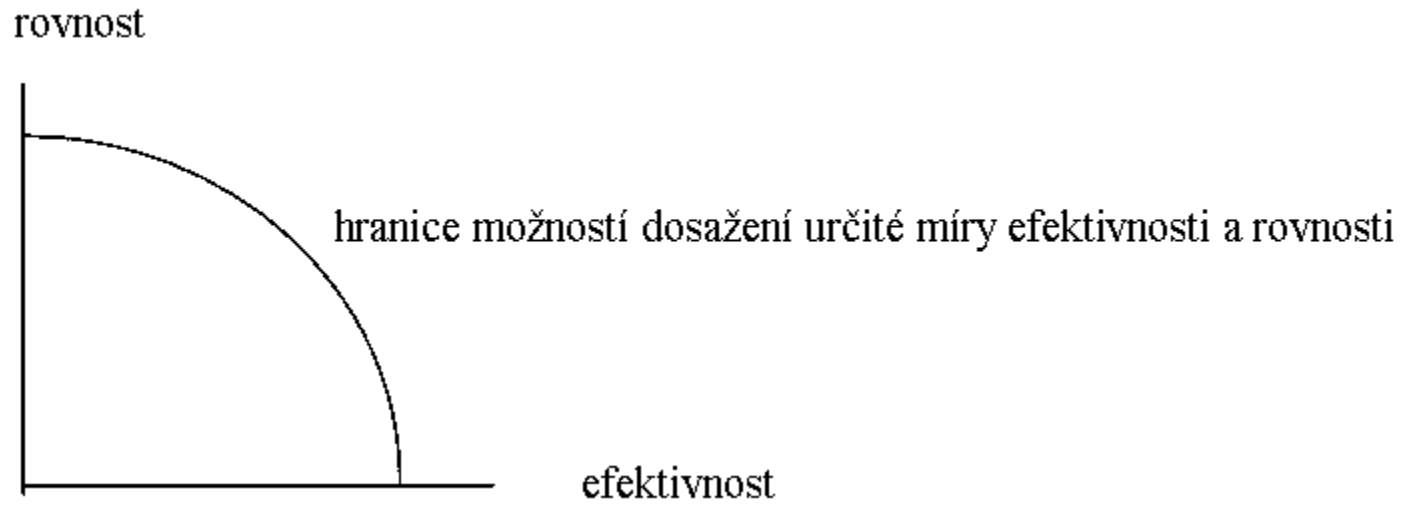 rovnost
hranice možností dosažení určité míry efektivnosti a rovnosti
efektivnost